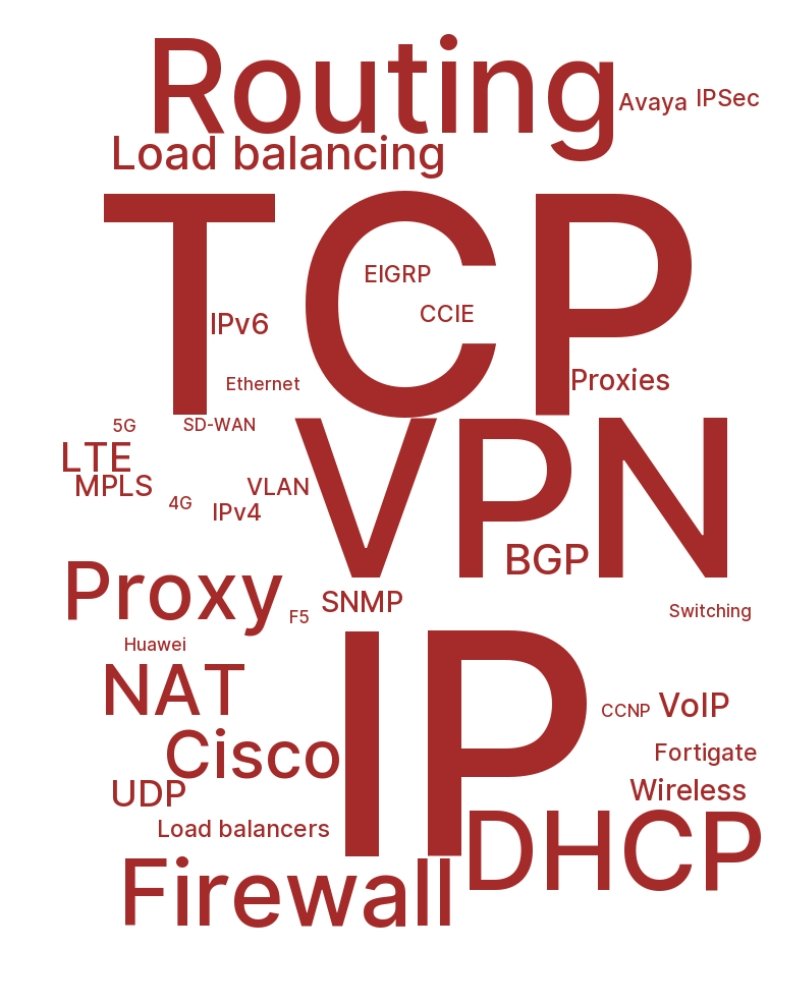 Routing
Avaya
IPSec
Load balancing
TCP
EIGRP
CCIE
IPv6
Ethernet
Proxies
5G
SD-WAN
LTE
MPLS
VLAN
4G
IPv4
VPN
BGP
Proxy
F5
SNMP
Switching
Huawei
IP
NAT
CCNP
VoIP
Cisco
Fortigate
UDP
Wireless
Load balancers
DHCP
Firewall